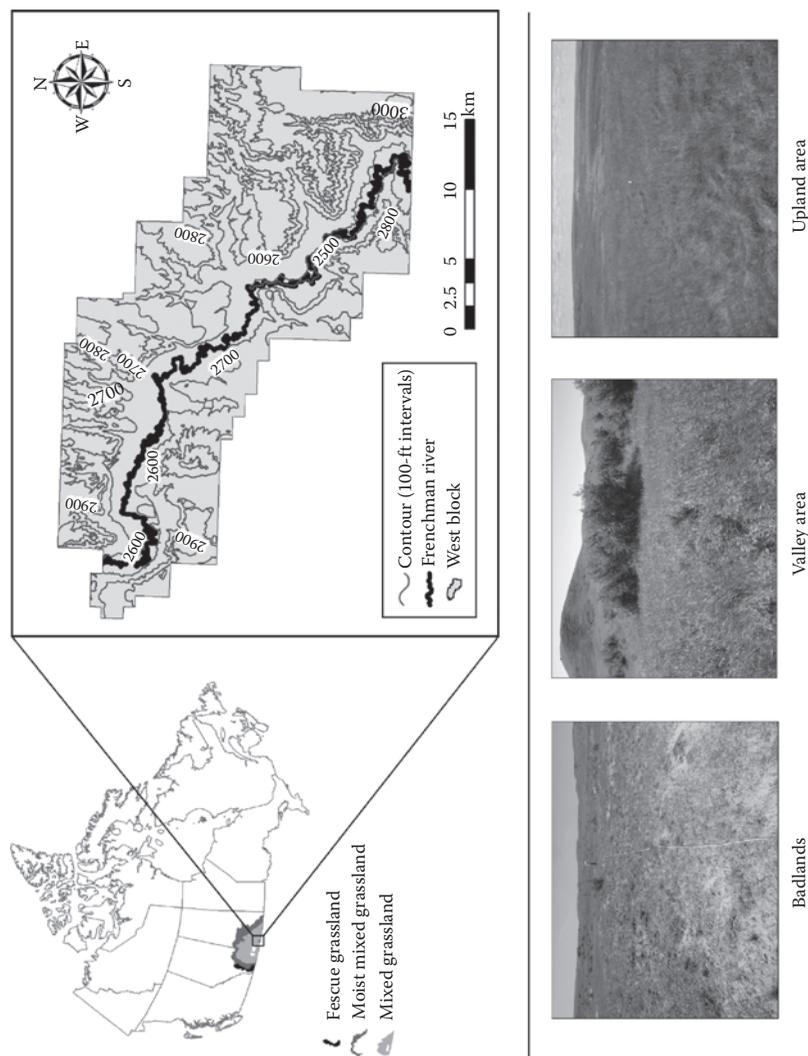 N
E
W
S
2900
2600
2900
2600
2700
2800
2700
2700
2800
2600
2500
2800
3000
0 2.5 5 10 15
km
Contour (100-ft intervals)
Frenchman river
West block
Fescue grassland
Moist mixed grassland
Mixed grassland
Badlands
Valley area
Upland area